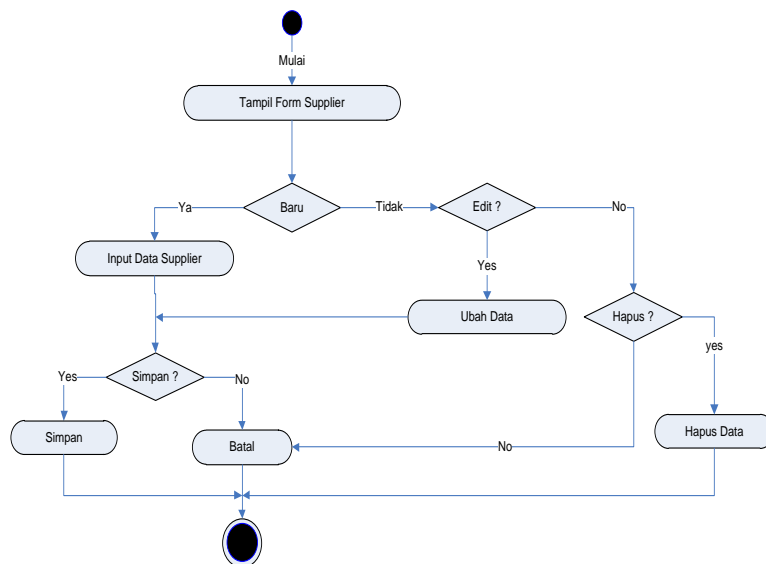 Mulai
Tampil Form Supplier
Ya
Baru
Tidak
Edit ?
No
Input Data Supplier
Yes
Ubah Data
Hapus ?
yes
Yes
Simpan ?
No
Simpan
Batal
No
Hapus Data